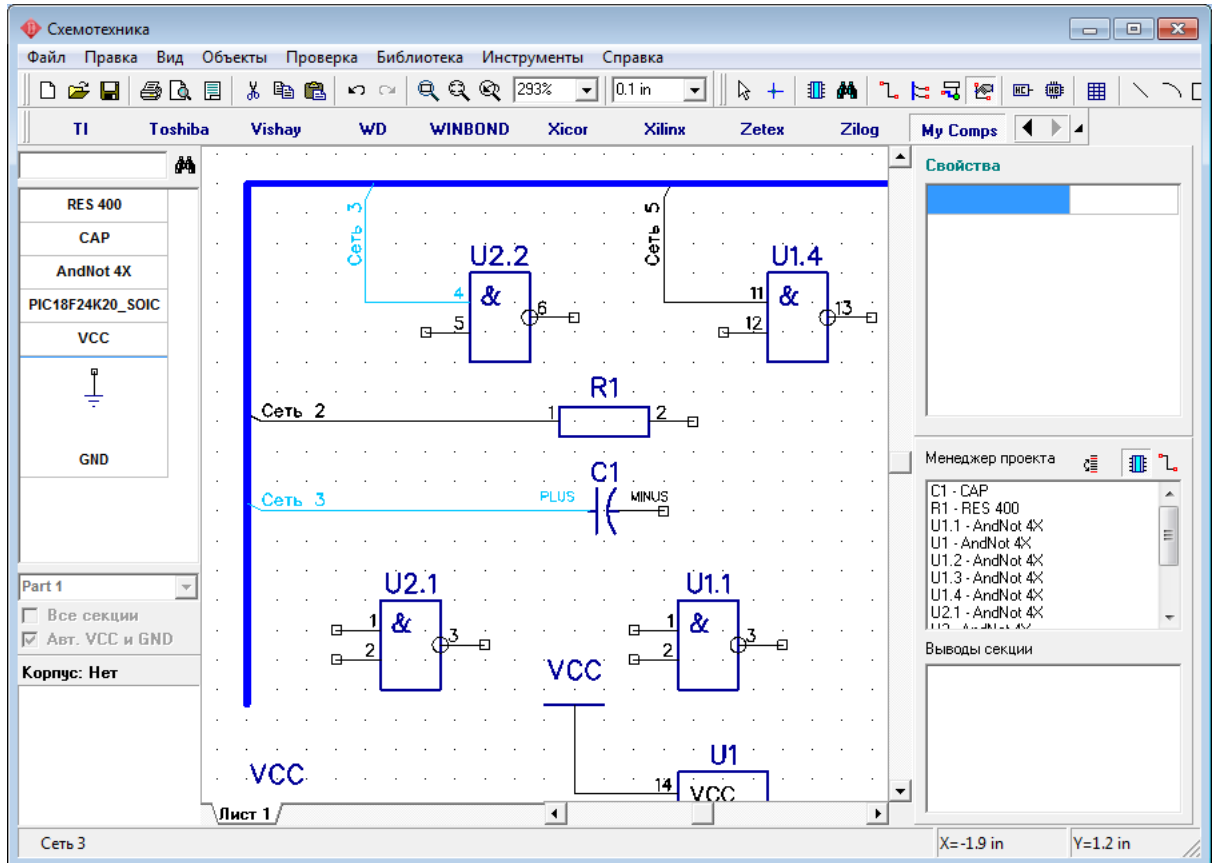 Схемотехника
Файл Правка Вид Объекты Проверка Библиотека Инструменты Справка
293% 0.1 in
TI Toshiba Vishay WD WINBOND Xicor Xilinx Zetex Zilog My Comps
RES 400
CAP
AndNot 4X
PIC18F24K20_SOIC
VCC
GND
Part 1
Все секции
Авт. VCC и GND
Корпус: Нет
Сеть 3
Сеть 5
U2.2
4 &
5 6
U1.4
11 &
12 13
R1
Сеть 2 1 2
C1
Сеть 3 PLUS MINUS
U2.1
1 &
2 3
U1.1
1 &
2 3
VCC
U1
VCC
14 VCC
Лист 1
Свойства
Менеджер проекта
C1 - CAP
R1 - RES 400
U1.1 - AndNot 4X
U1 - AndNot 4X
U1.2 - AndNot 4X
U1.3 - AndNot 4X
U1.4 - AndNot 4X
U2.1 - AndNot 4X
Выводы секции
Сеть 3 X=-1.9 in Y=1.2 in